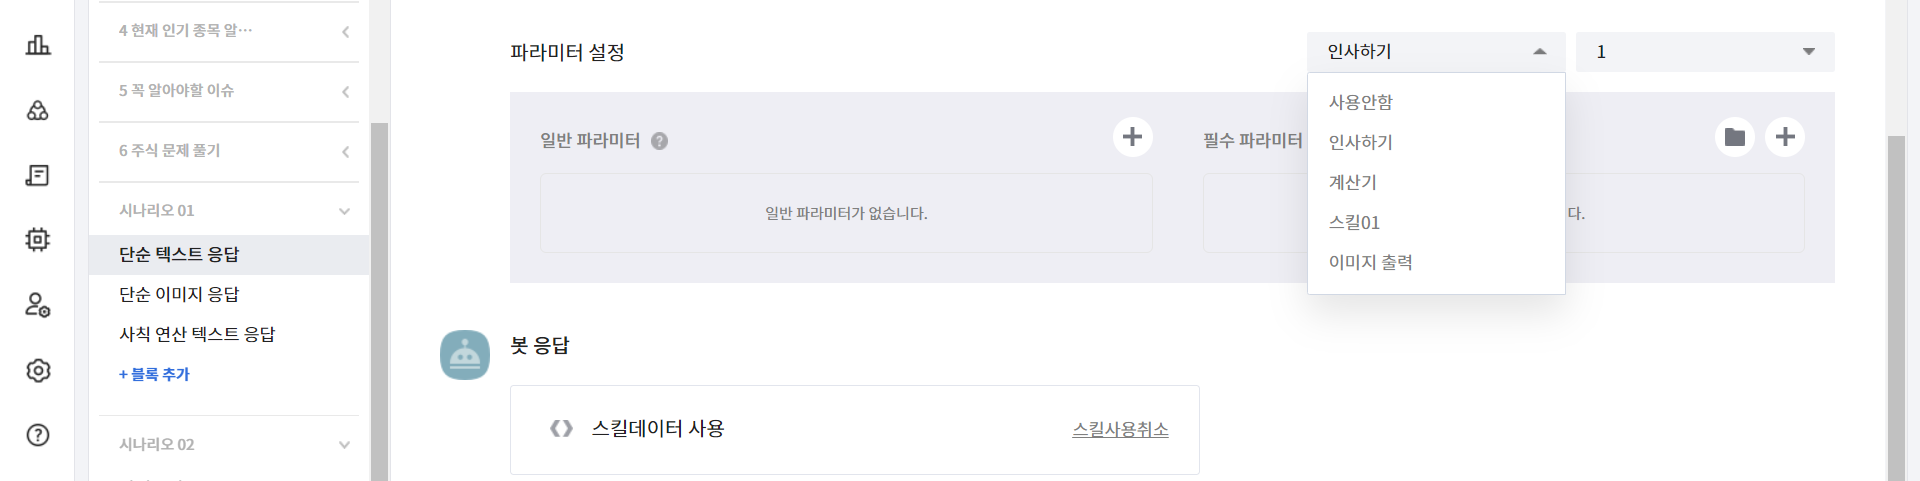 4 현재 인기 종목 알…
5 꼭 알아야할 이슈
6 주식 문제 풀기
시나리오 01
단순 텍스트 응답
단순 이미지 응답
사칙 연산 텍스트 응답
+ 블록 추가
시나리오 02
파라미터 설정
인사하기
1
사용안함
인사하기
계산기
스킬01
이미지 출력
일반 파라미터 ?
필수 파라미터
일반 파라미터가 없습니다.
다.
봇 응답
스킬데이터 사용
스킬사용취소